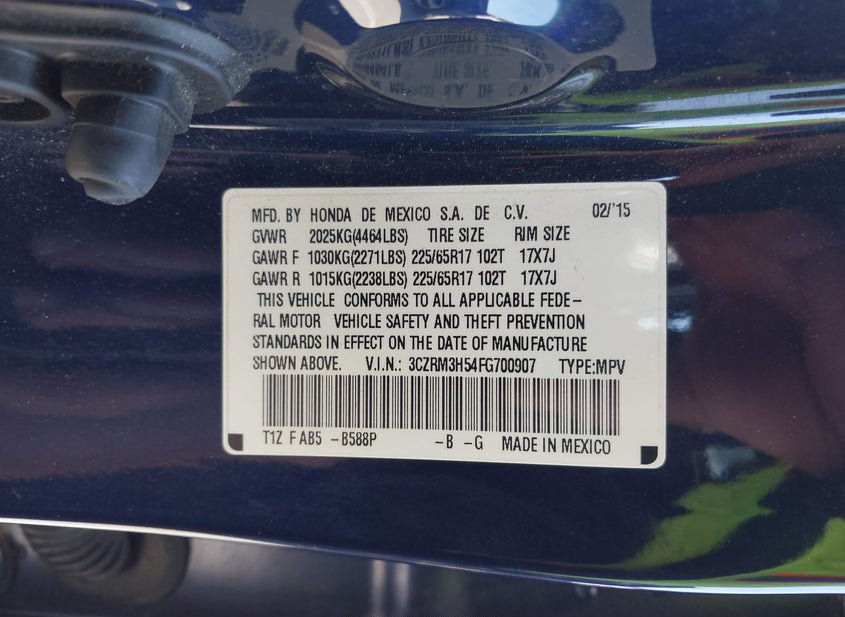 MFD. BY HONDA DE MEXICO S.A. DE C.V. 02/'15
GVWR 2025KG(4464LBS) TIRE SIZE RIM SIZE
GAWR F 1030KG(2271LBS) 225/65R17 102T 17X7J
GAWR R 1015KG(2238LBS) 225/65R17 102T 17X7J
THIS VEHICLE CONFORMS TO ALL APPLICABLE FEDE-
RAL MOTOR VEHICLE SAFETY AND THEFT PREVENTION
STANDARDS IN EFFECT ON THE DATE OF MANUFACTURE
SHOWN ABOVE. V.I.N.: 3CZRM3H54FG700907 TYPE:MPV
T1Z F AB5 -B588P -B -G MADE IN MEXICO